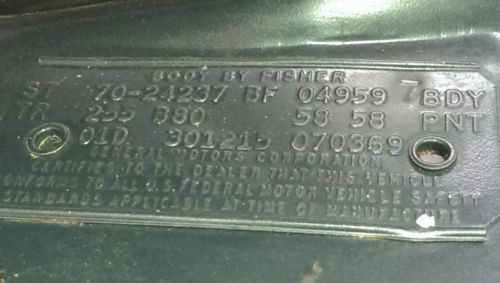 BODY BY FISHER
ST 70-24237 BF 04959 7 BDY
TR 255 B80 58 58 PNT
01D 301215 070369
GENERAL MOTORS CORPORATION
CERTIFIES TO THE DEALER THAT THIS VEHICLE
CONFORMS TO ALL U.S. FEDERAL MOTOR VEHICLE SAFETY
STANDARDS APPLICABLE AT TIME OF MANUFACTURE